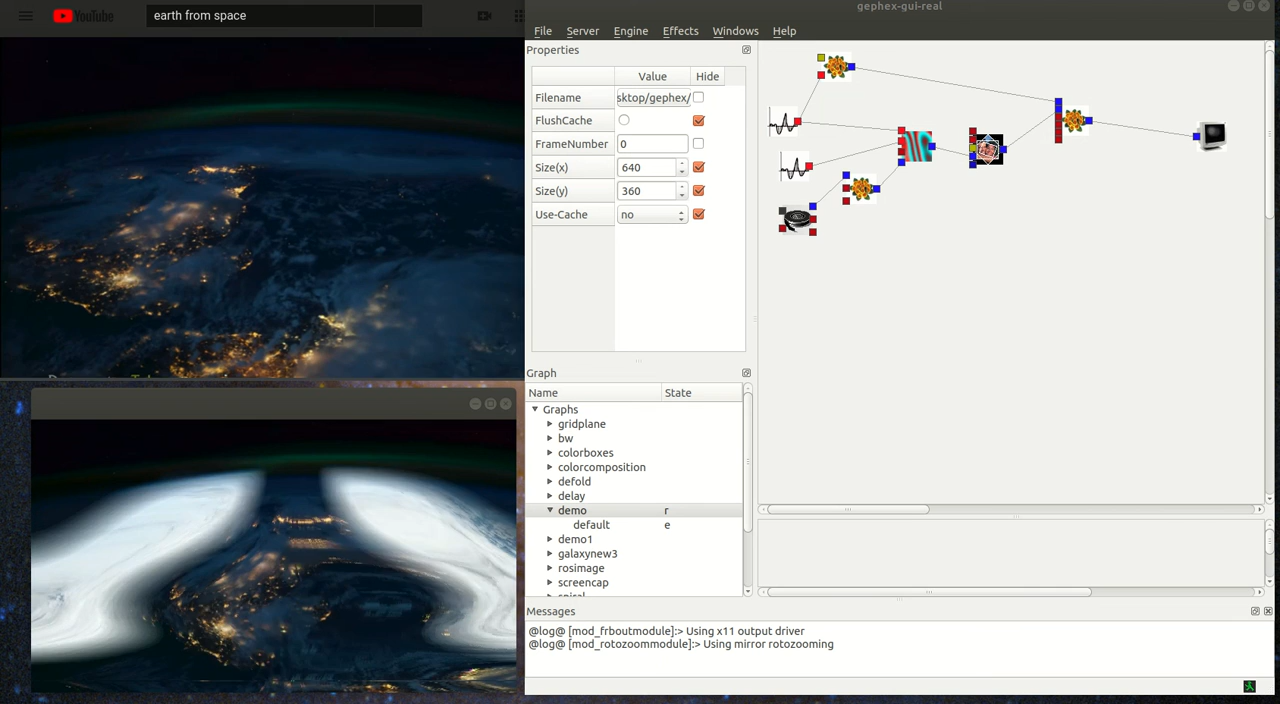 YouTube
earth from space
gephex-gui-real
File Server Engine Effects Windows Help
Properties
Value Hide
Filename sktop/gephex/
FlushCache
FrameNumber 0
Size(x) 640
Size(y) 360
Use-Cache no
Graph
Name State
Graphs
gridplane
bw
colorboxes
colorcomposition
defold
delay
demo r
default e
demo1
galaxynew3
rosimage
screencap
Messages
@log@ [mod_frboutmodule]:> Using x11 output driver
@log@ [mod_rotozoommodule]:> Using mirror rotozooming